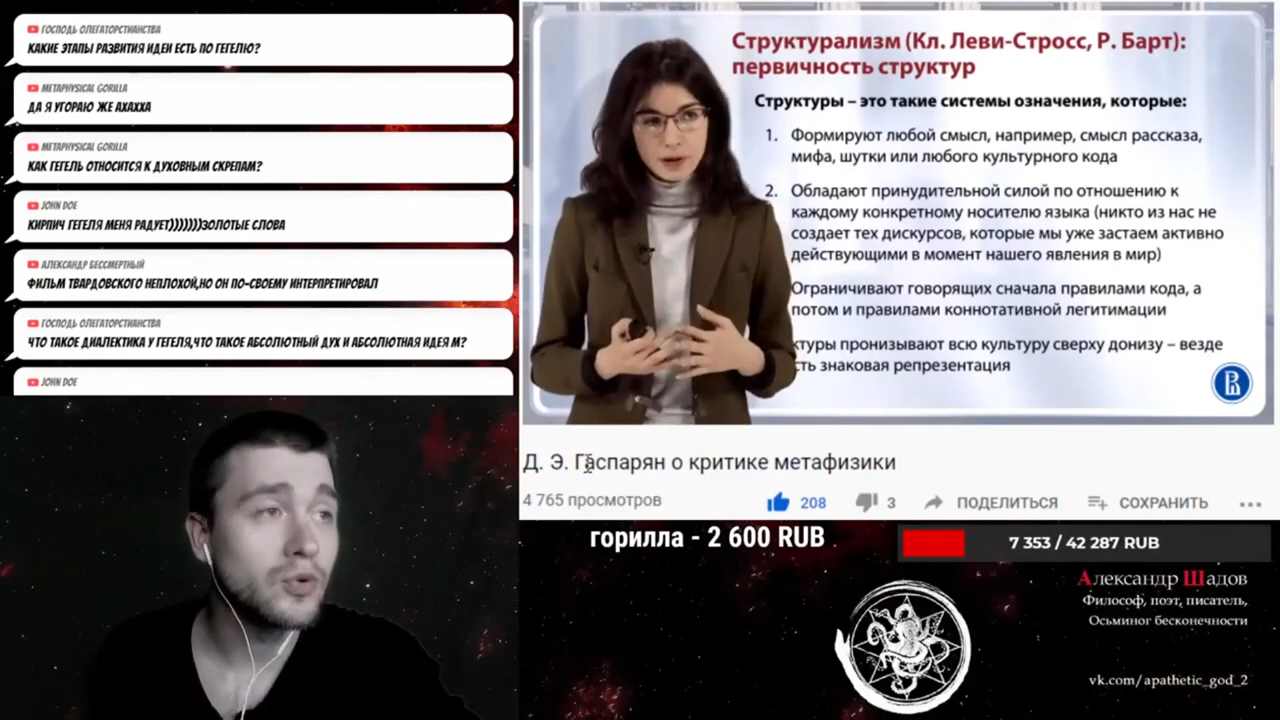 ГОСПОДЬ ОЛЕГАТОРСТИАНСТВА
КАКИЕ ЭТАПЫ РАЗВИТИЯ ИДЕИ ЕСТЬ ПО ГЕГЕЛЮ?
METAPHYSICAL GORILLA
ДА Я УГОРАЮ ЖЕ АХАХХА
METAPHYSICAL GORILLA
КАК ГЕГЕЛЬ ОТНОСИТСЯ К ДУХОВНЫМ СКРЕПАМ?
JOHN DOE
КИРПИЧ ГЕГЕЛЯ МЕНЯ РАДУЕТ)))))))ЗОЛОТЫЕ СЛОВА
АЛЕКСАНДР БЕССМЕРТНЫЙ
ФИЛЬМ ТВАРДОВСКОГО НЕПЛОХОЙ,НО ОН ПО-СВОЕМУ ИНТЕРПРЕТИРОВАЛ
ГОСПОДЬ ОЛЕГАТОРСТИАНСТВА
ЧТО ТАКОЕ ДИАЛЕКТИКА У ГЕГЕЛЯ,ЧТО ТАКОЕ АБСОЛЮТНЫЙ ДУХ И АБСОЛЮТНАЯ ИДЕЯ М?
JOHN DOE
Структурализм (Кл. Леви-Стросс, Р. Барт):
первичность структур
Структуры – это такие системы означения, которые:
1. Формируют любой смысл, например, смысл рассказа,
мифа, шутки или любого культурного кода
2. Обладают принудительной силой по отношению к
каждому конкретному носителю языка (никто из нас не
создает тех дискурсов, которые мы уже застаем активно
действующими в момент нашего явления в мир)
Ограничивают говорящих сначала правилами кода, а
потом и правилами коннотативной легитимации
ктуры пронизывают всю культуру сверху донизу – везде
сть знаковая репрезентация
Д. Э. Гаспарян о критике метафизики
4 765 просмотров
208
3
ПОДЕЛИТЬСЯ
СОХРАНИТЬ
горилла - 2 600 RUB
7 353 / 42 287 RUB
Александр Шадов
Философ, поэт, писатель,
Осьминог бесконечности
vk.com/apathetic_god_2